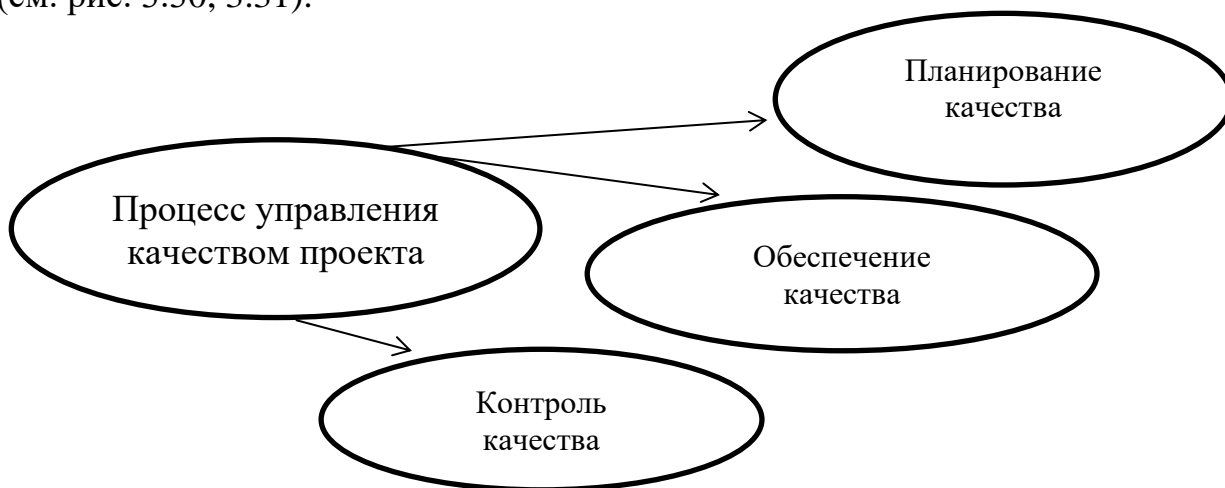 (см. рис. 3.30, 3.31).
Планирование
качества
Процесс управления
качеством проекта
Обеспечение
качества
Контроль
качества